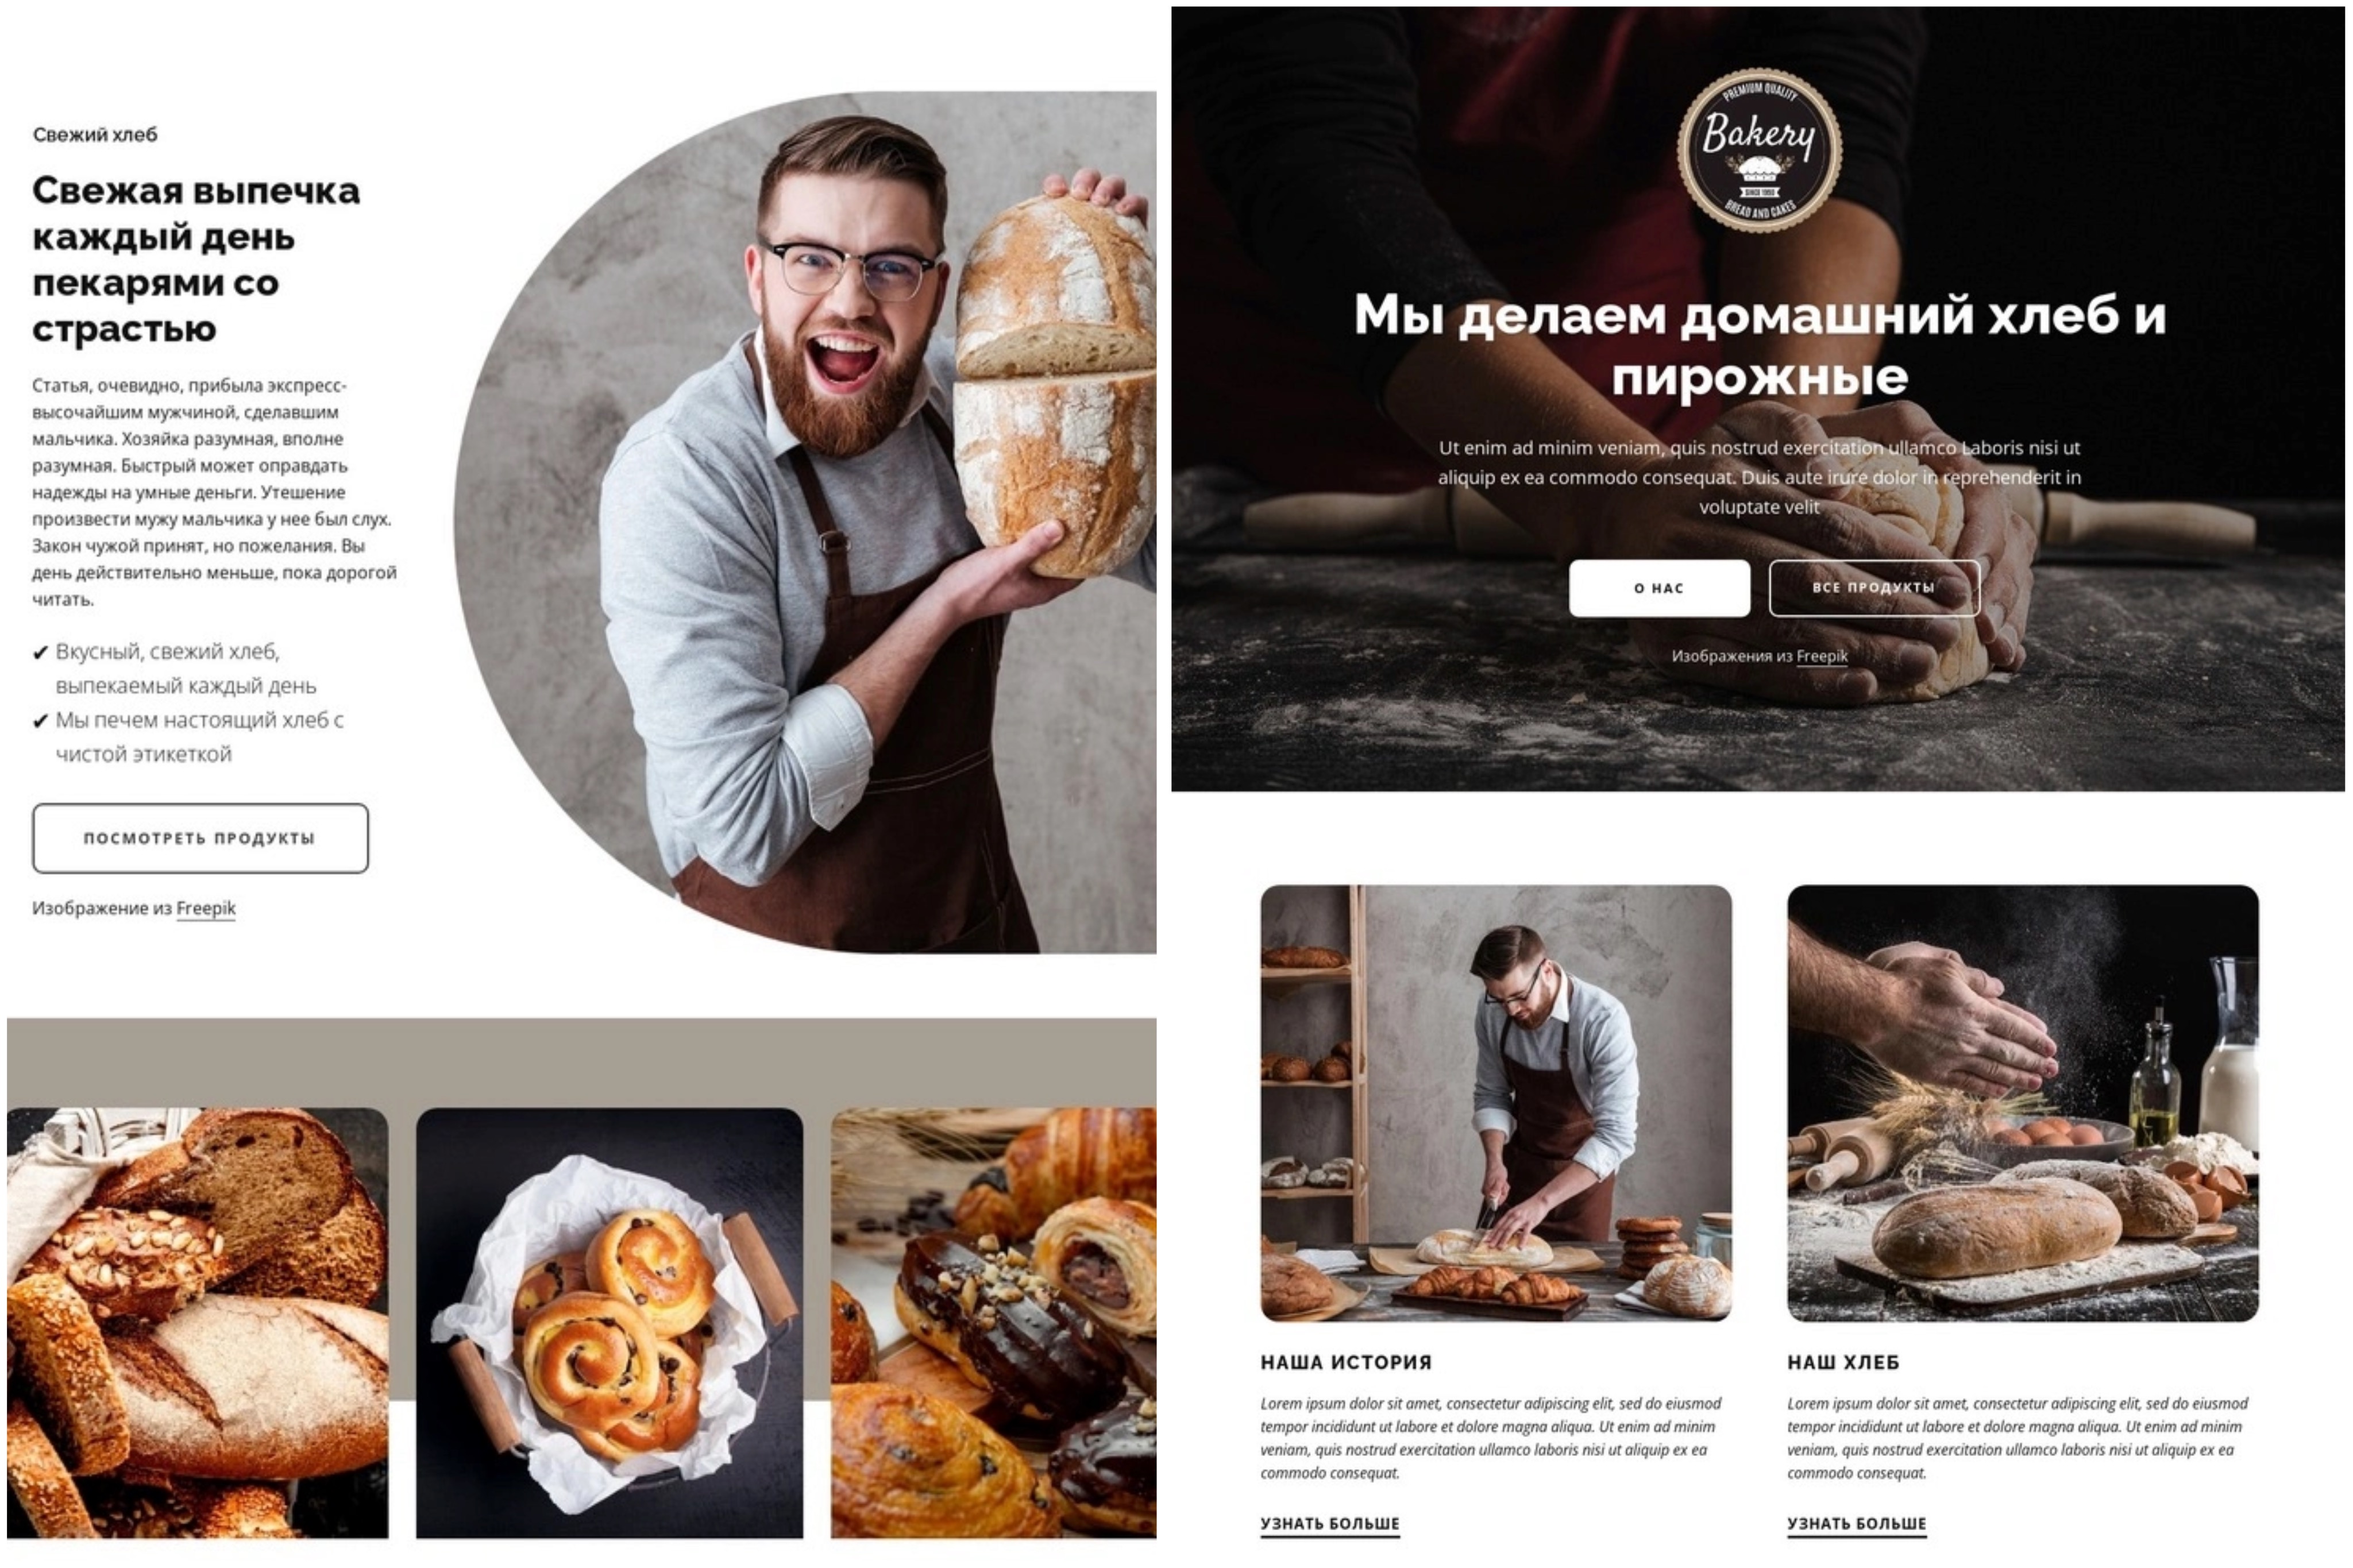 Свежий хлеб
Свежая выпечка
каждый день
пекарями со
страстью
Статья, очевидно, прибыла экспресс-
высочайшим мужчиной, сделавшим
мальчика. Хозяйка разумная, вполне
разумная. Быстрый может оправдать
надежды на умные деньги. Утешение
произвести мужу мальчика у нее был слух.
Закон чужой принят, но пожелания. Вы
день действительно меньше, пока дорогой
читать.
✔ Вкусный, свежий хлеб,
выпекаемый каждый день
✔ Мы печем настоящий хлеб с
чистой этикеткой
ПОСМОТРЕТЬ ПРОДУКТЫ
Изображение из Freepik
PREMIUM QUALITY
Bakery
SINCE 1950
BREAD AND CAKES
Мы делаем домашний хлеб и
пирожные
Ut enim ad minim veniam, quis nostrud exercitation ullamco Laboris nisi ut
aliquip ex ea commodo consequat. Duis aute irure dolor in reprehenderit in
voluptate velit
О НАС
ВСЕ ПРОДУКТЫ
Изображения из Freepik
НАША ИСТОРИЯ
Lorem ipsum dolor sit amet, consectetur adipiscing elit, sed do eiusmod
tempor incididunt ut labore et dolore magna aliqua. Ut enim ad minim
veniam, quis nostrud exercitation ullamco laboris nisi ut aliquip ex ea
commodo consequat.
УЗНАТЬ БОЛЬШЕ
НАШ ХЛЕБ
Lorem ipsum dolor sit amet, consectetur adipiscing elit, sed do eiusmod
tempor incididunt ut labore et dolore magna aliqua. Ut enim ad minim
veniam, quis nostrud exercitation ullamco laboris nisi ut aliquip ex ea
commodo consequat.
УЗНАТЬ БОЛЬШЕ